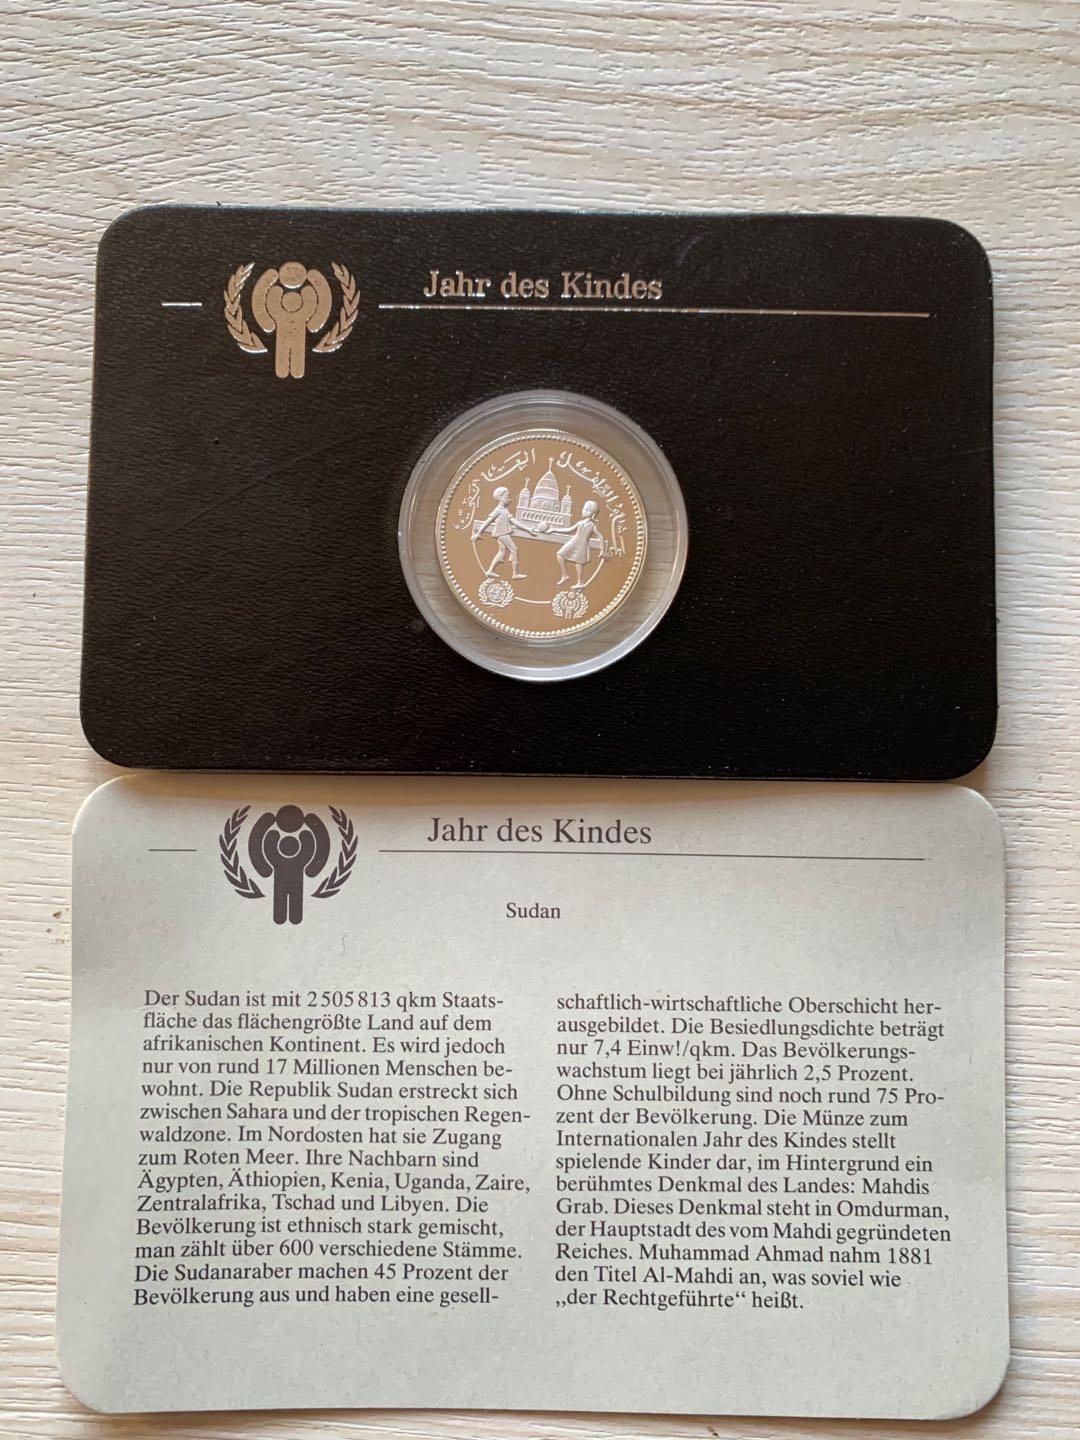 Jahr des Kindes
Jahr des Kindes
Sudan
Der Sudan ist mit 2505813 qkm Staats-
fläche das flächengrößte Land auf dem
afrikanischen Kontinent. Es wird jedoch
nur von rund 17 Millionen Menschen be-
wohnt. Die Republik Sudan erstreckt sich
zwischen Sahara und der tropischen Regen-
waldzone. Im Nordosten hat sie Zugang
zum Roten Meer. Ihre Nachbarn sind
Ägypten, Äthiopien, Kenia, Uganda, Zaire,
Zentralafrika, Tschad und Libyen. Die
Bevölkerung ist ethnisch stark gemischt,
man zählt über 600 verschiedene Stämme.
Die Sudanaraber machen 45 Prozent der
Bevölkerung aus und haben eine gesell-
schaftlich-wirtschaftliche Oberschicht her-
ausgebildet. Die Besiedlungsdichte beträgt
nur 7,4 Einw!/qkm. Das Bevölkerungs-
wachstum liegt bei jährlich 2,5 Prozent.
Ohne Schulbildung sind noch rund 75 Pro-
zent der Bevölkerung. Die Münze zum
Internationalen Jahr des Kindes stellt
spielende Kinder dar, im Hintergrund ein
berühmtes Denkmal des Landes: Mahdis
Grab. Dieses Denkmal steht in Omdurman,
der Hauptstadt des vom Mahdi gegründeten
Reiches. Muhammad Ahmad nahm 1881
den Titel Al-Mahdi an, was soviel wie
„der Rechtgeführte“ heißt.